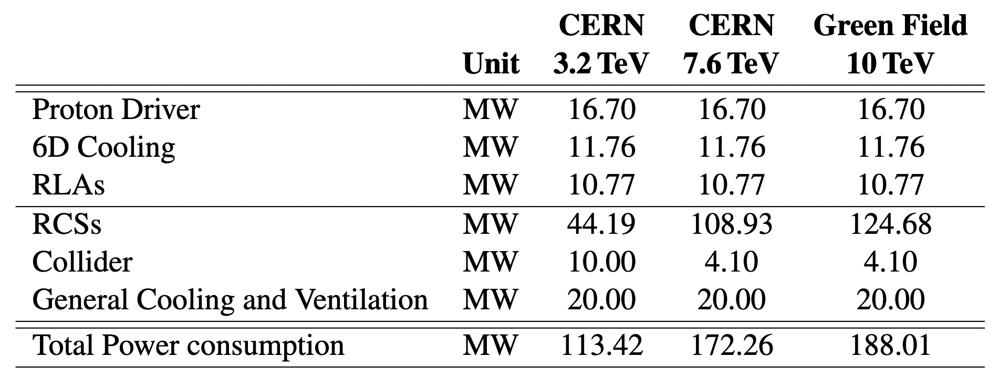 CERN CERN Green Field
Unit 3.2 TeV 7.6 TeV 10 TeV
Proton Driver MW 16.70 16.70 16.70
6D Cooling MW 11.76 11.76 11.76
RLAs MW 10.77 10.77 10.77
RCSs MW 44.19 108.93 124.68
Collider MW 10.00 4.10 4.10
General Cooling and Ventilation MW 20.00 20.00 20.00
Total Power consumption MW 113.42 172.26 188.01